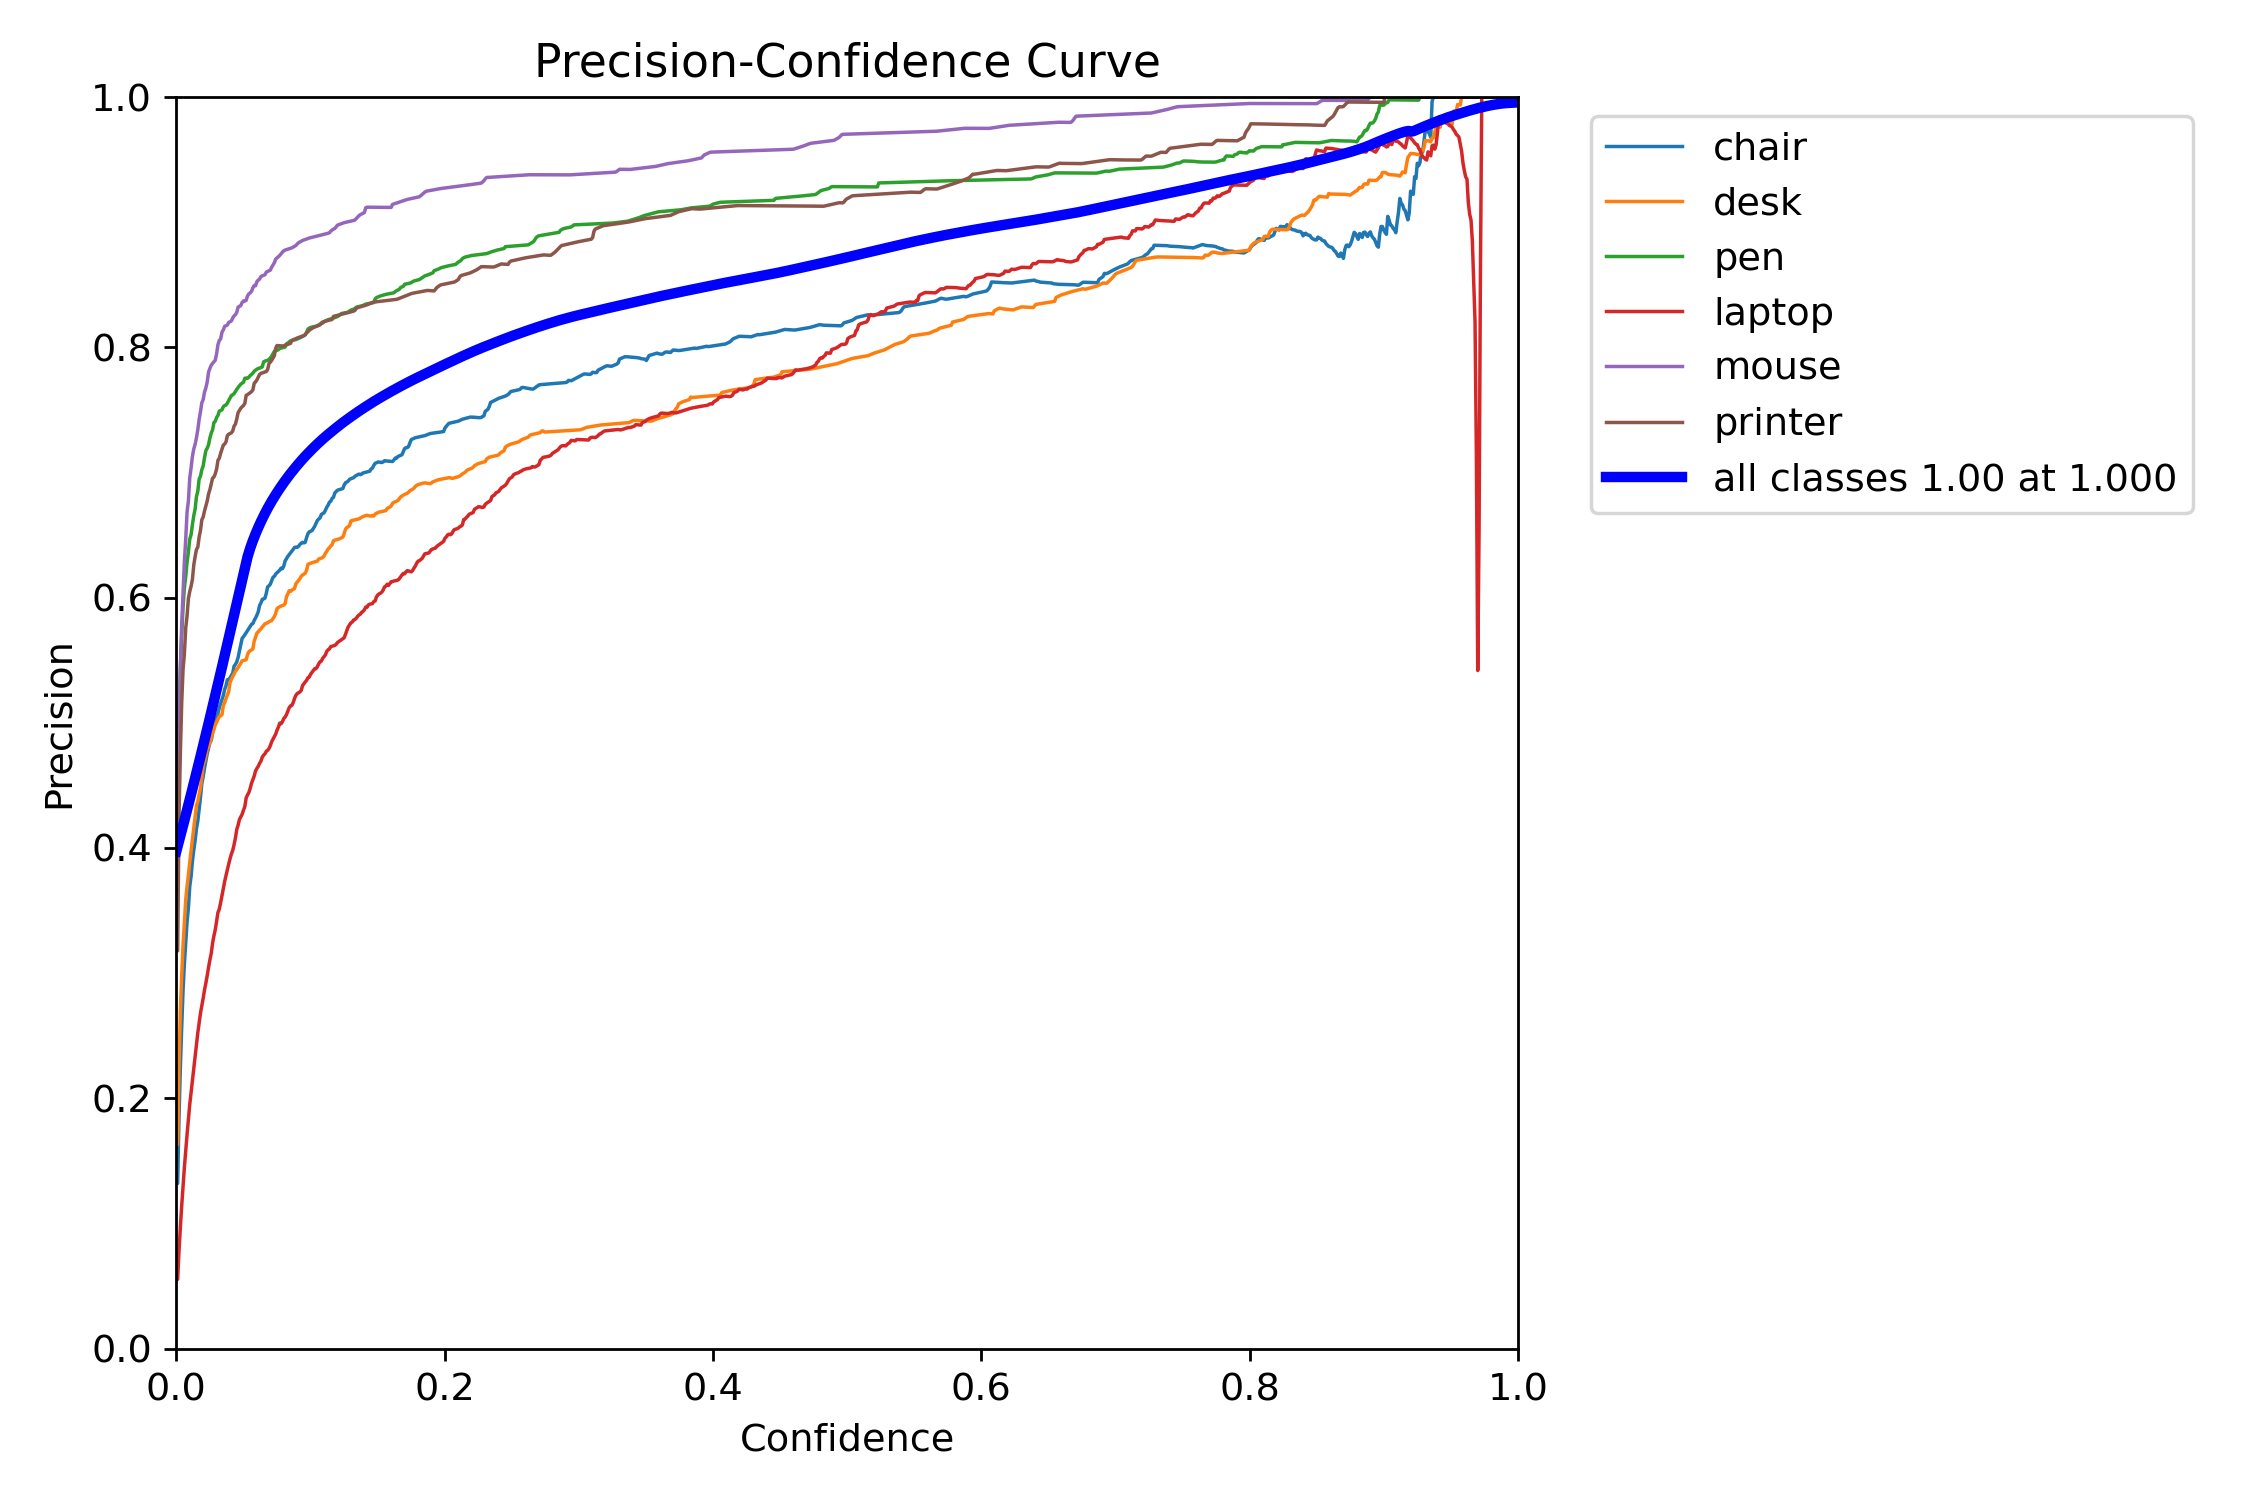 Precision-Confidence Curve
1.0
0.8
0.6
0.4
0.2
0.0
Precision
0.0 0.2 0.4 0.6 0.8 1.0
Confidence
chair
desk
pen
laptop
mouse
printer
all classes 1.00 at 1.000